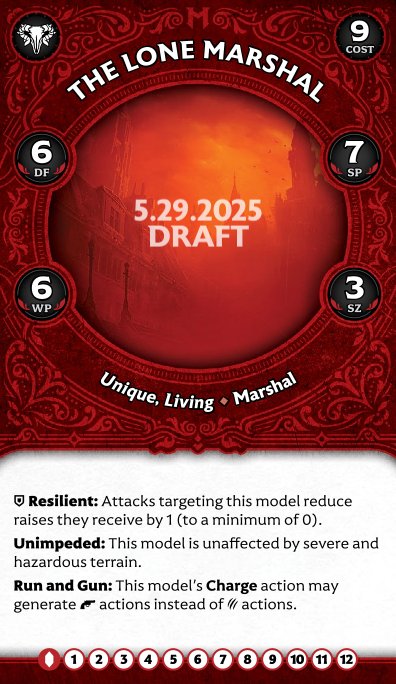 9
COST
THE LONE MARSHAL
6
DF
7
SP
5.29.2025
DRAFT
6
WP
3
SZ
Unique, Living ◆ Marshal
Resilient: Attacks targeting this model reduce
raises they receive by 1 (to a minimum of 0).
Unimpeded: This model is unaffected by severe and
hazardous terrain.
Run and Gun: This model's Charge action may
generate actions instead of actions.
1 2 3 4 5 6 7 8 9 10 11 12